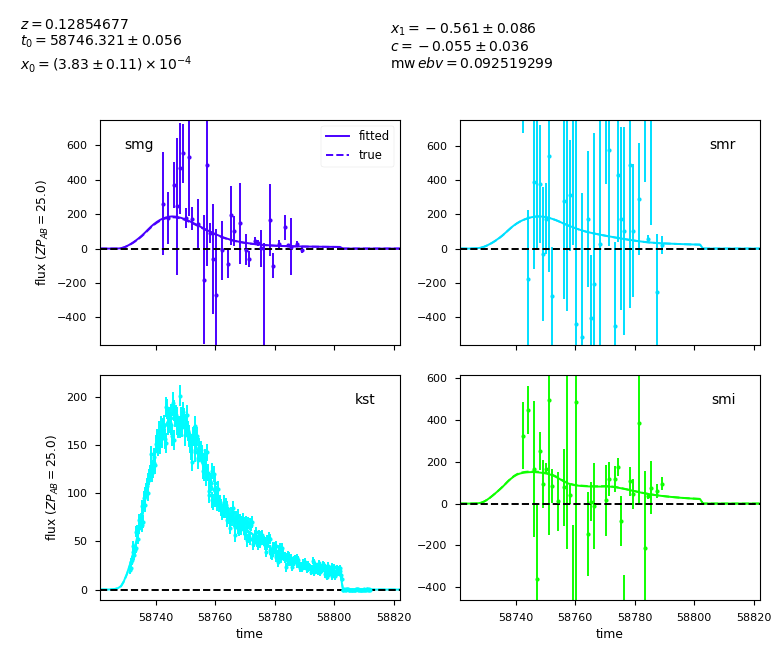 z = 0.12854677
t₀ = 58746.321 ± 0.056
x₀ = (3.83 ± 0.11) × 10⁻⁴
x₁ = −0.561 ± 0.086
c = −0.055 ± 0.036
mw ebv = 0.092519299
smg
fitted
true
600
400
200
0
−200
−400
flux (ZP_AB = 25.0)
smr
600
400
200
0
−200
−400
kst
200
150
100
50
0
flux (ZP_AB = 25.0)
58740 58760 58780 58800 58820
time
smi
600
400
200
0
−200
−400
58740 58760 58780 58800 58820
time